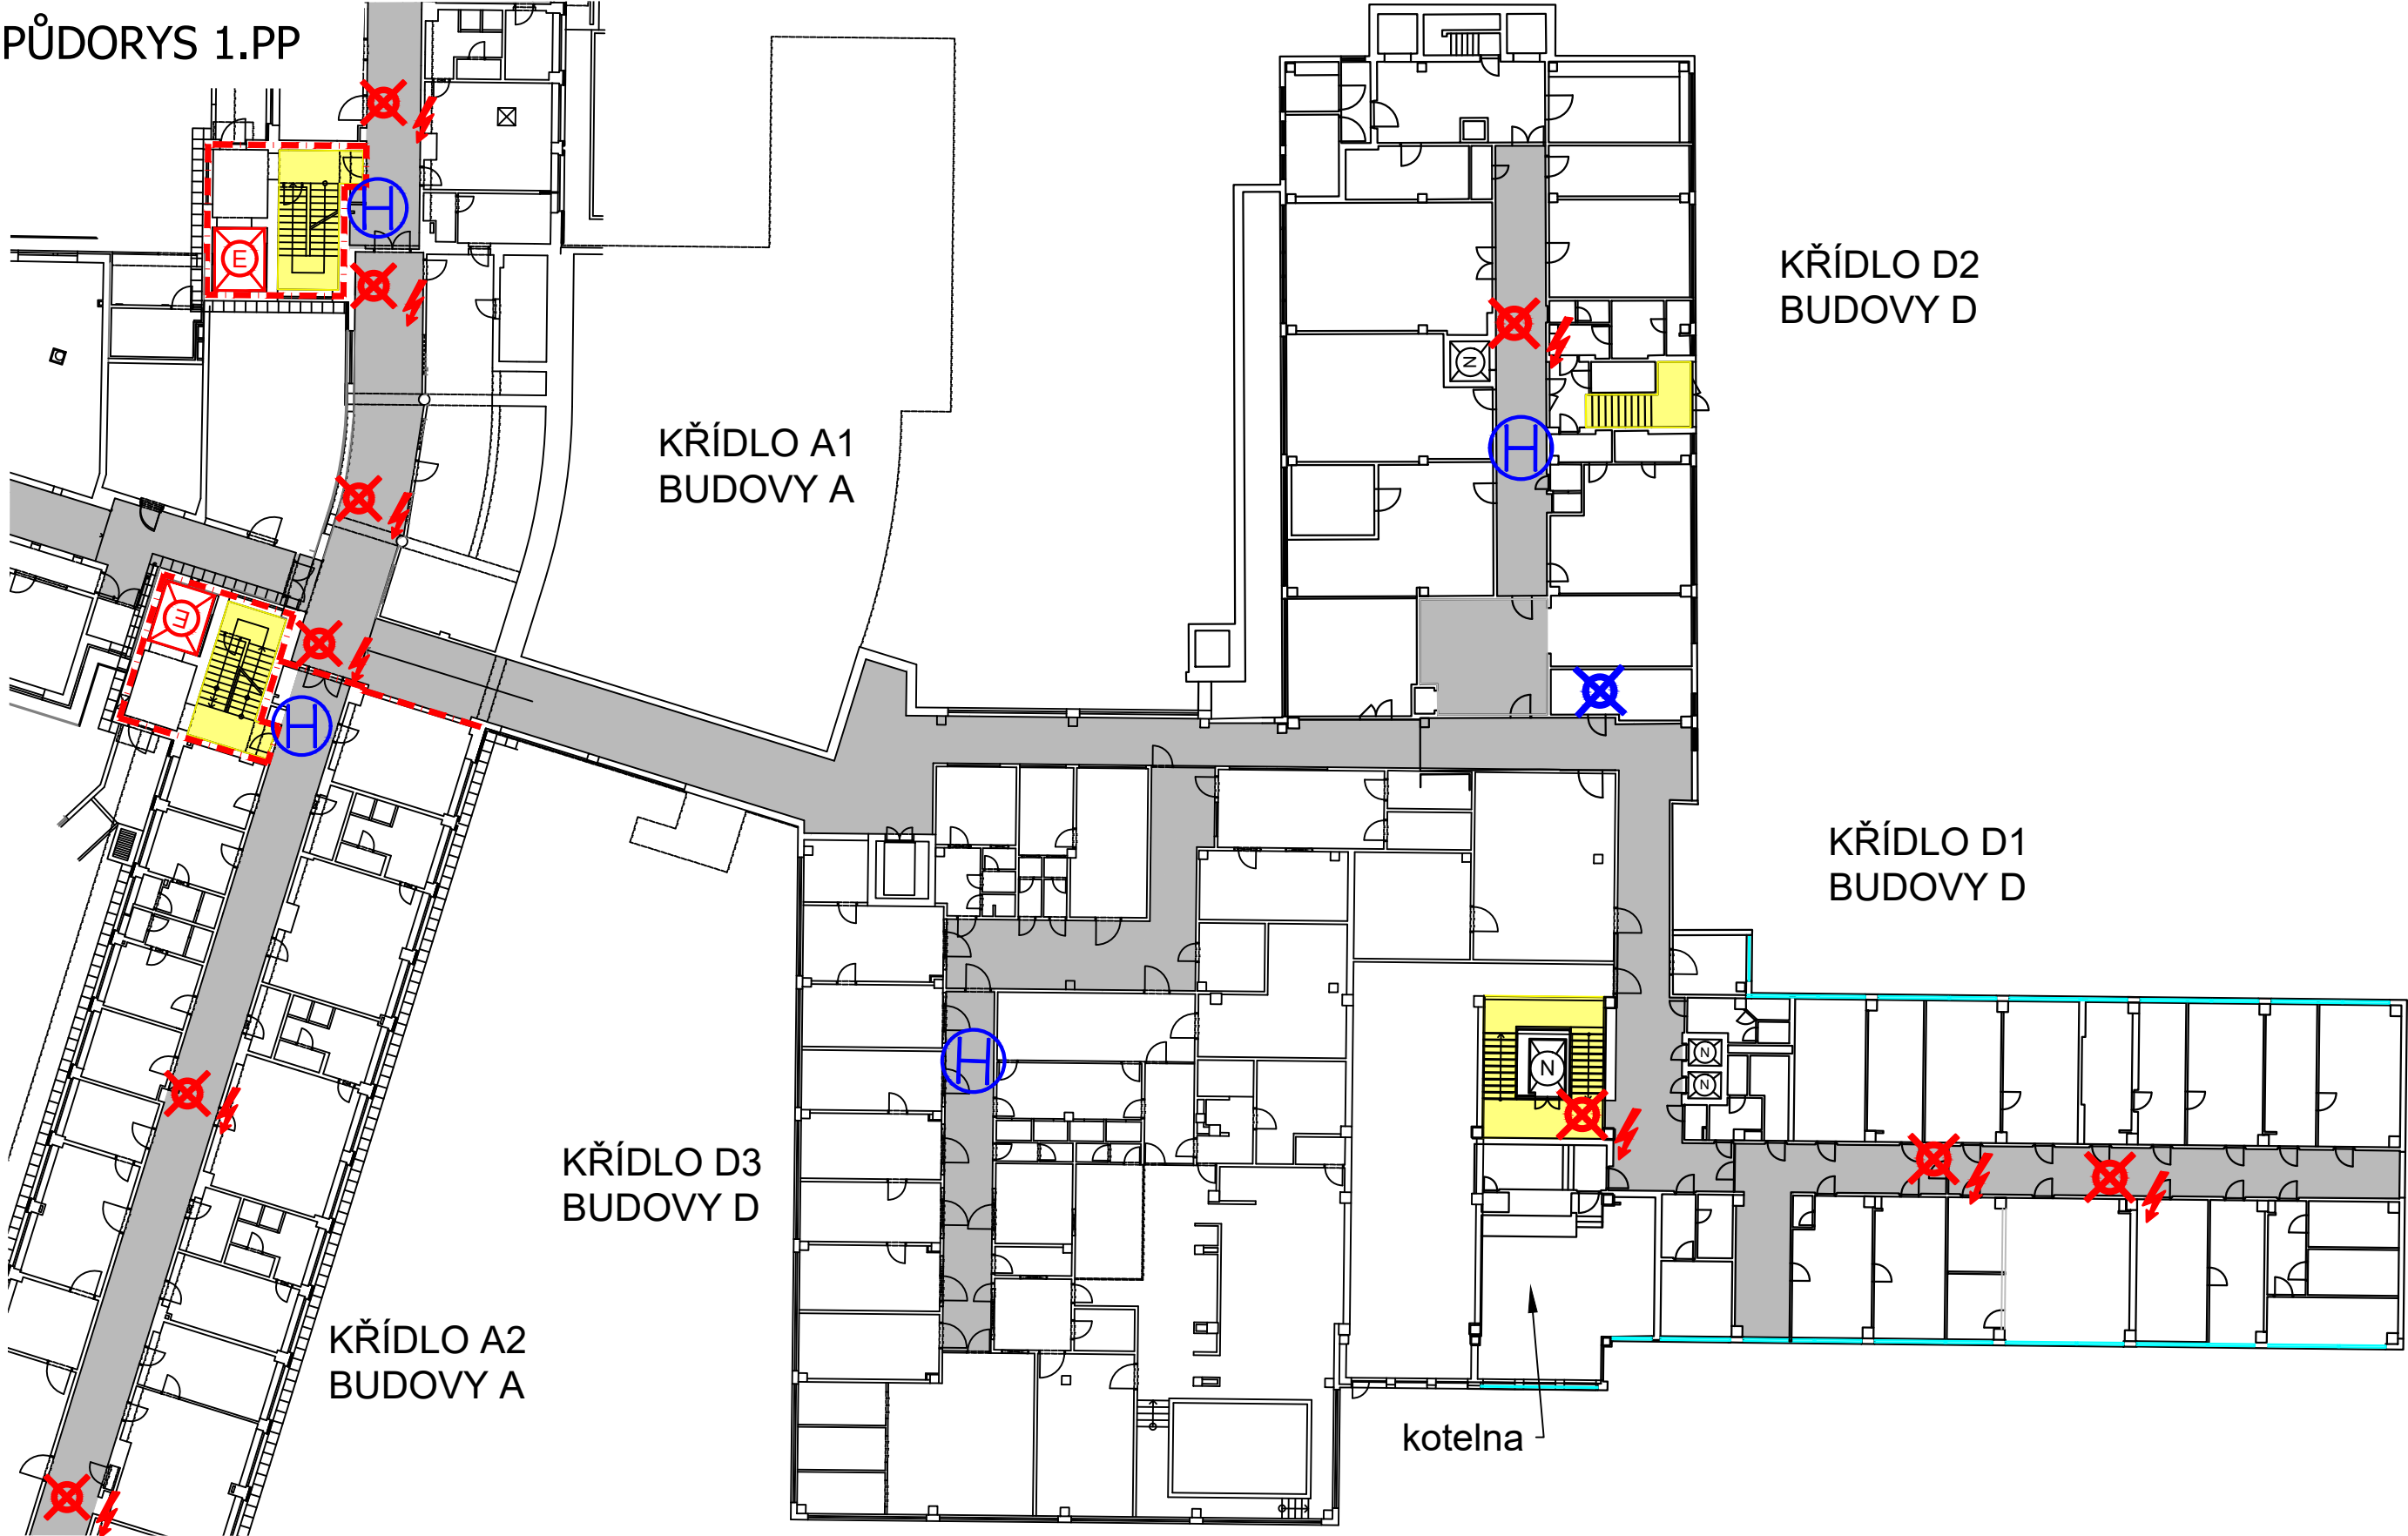 PŮDORYS 1.PP
H
E
KŘÍDLO D2
BUDOVY D
N
KŘÍDLO A1
BUDOVY A
H
E
H
KŘÍDLO D1
BUDOVY D
H
N
N
N
KŘÍDLO D3
BUDOVY D
KŘÍDLO A2
BUDOVY A
kotelna